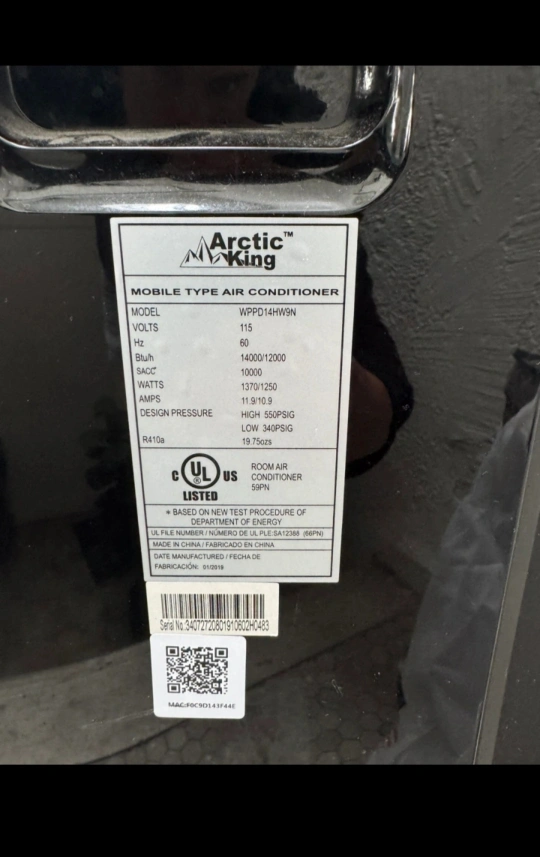 Arctic™
King
MOBILE TYPE AIR CONDITIONER
MODEL WPPD14HW9N
VOLTS 115
Hz 60
Btu/h 14000/12000
SACC* 10000
WATTS 1370/1250
AMPS 11.9/10.9
DESIGN PRESSURE HIGH 550PSIG
LOW 340PSIG
R410a 19.75ozs
C UL ® US
LISTED
ROOM AIR
CONDITIONER
59PN
* BASED ON NEW TEST PROCEDURE OF
DEPARTMENT OF ENERGY
UL FILE NUMBER / NÚMERO DE UL PLE:SA12388 (66PN)
MADE IN CHINA / FABRICADO EN CHINA
DATE MANUFACTURED / FECHA DE
FABRICACIÓN: 01/2019
Serial No.:34072720801910602H0483
MAC:F0C9D143F44E